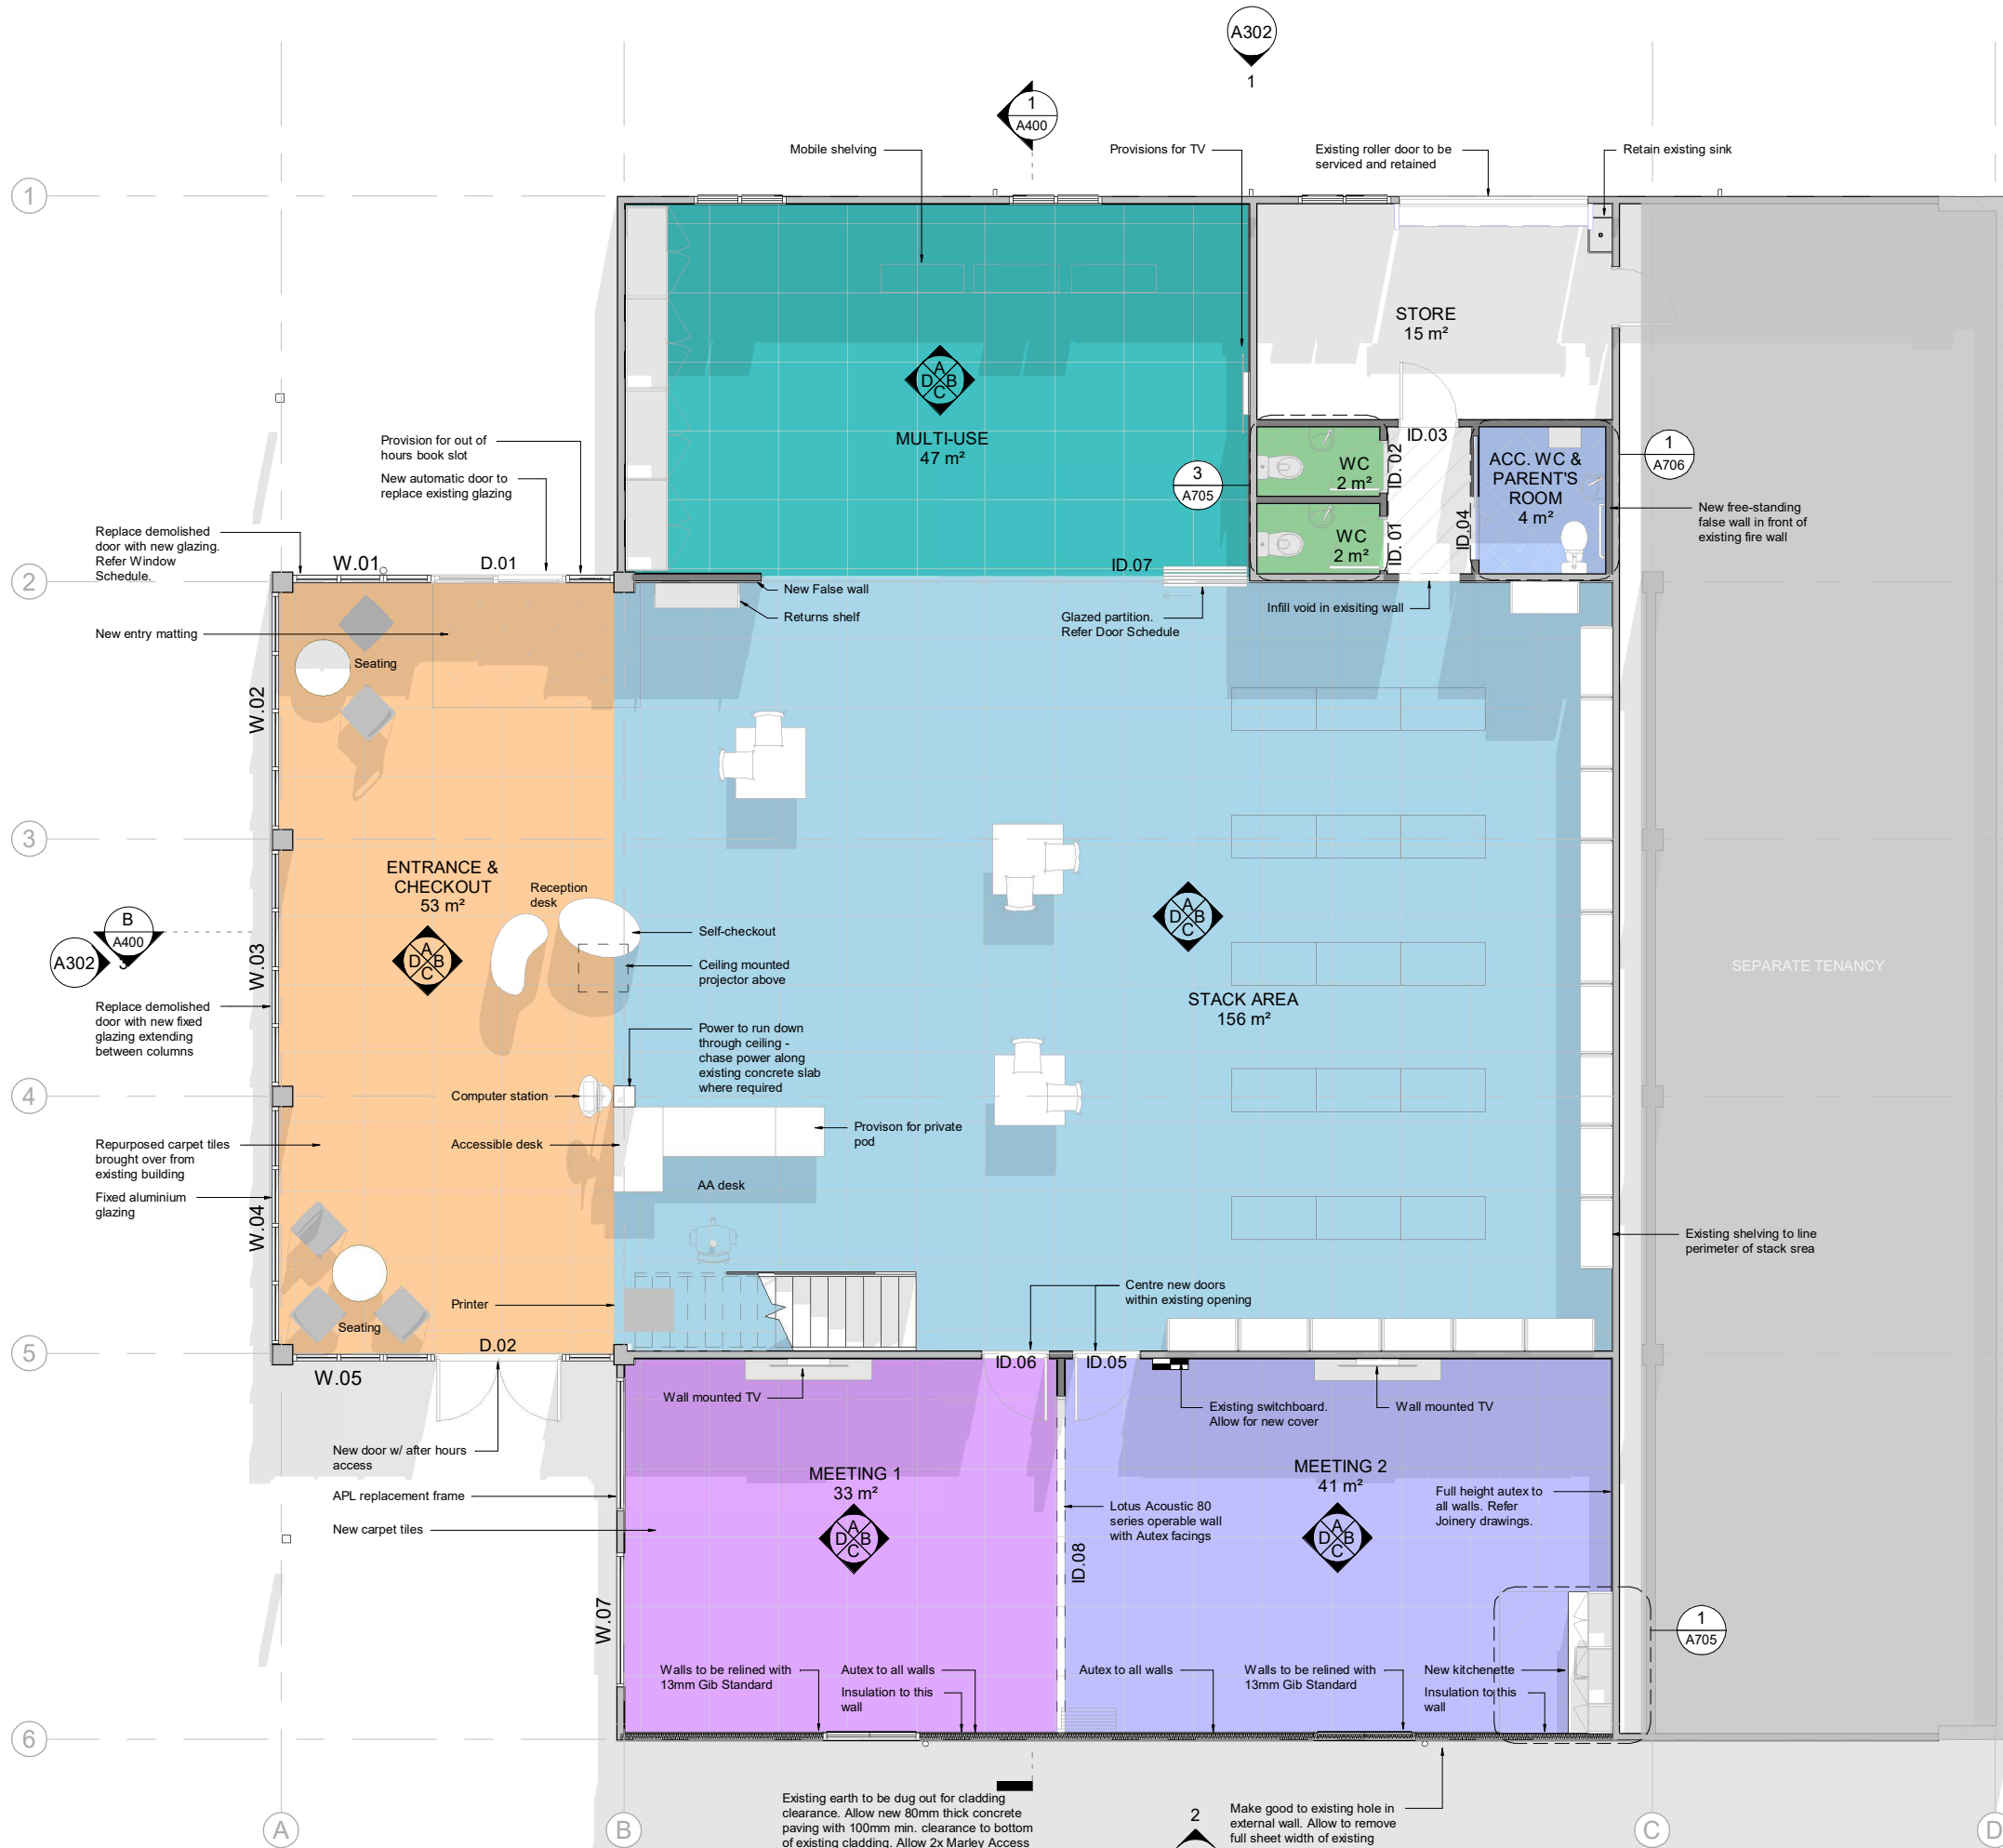 A302
1
1
A400
Mobile shelving
Provisions for TV
Existing roller door to be
serviced and retained
Retain existing sink
1
STORE
15 m²
A
D B
C
MULTI-USE
47 m²
Provision for out of
hours book slot
New automatic door to
replace existing glazing
ID.03
WC
2 m²
ID. 02
ACC. WC &
PARENT'S
ROOM
4 m²
1
A706
3
A705
New free-standing
false wall in front of
existing fire wall
Replace demolished
door with new glazing.
Refer Window
Schedule.
WC
2 m²
ID. 01
ID.04
W.01
D.01
ID.07
2
New False wall
Returns shelf
Glazed partition.
Refer Door Schedule
Infill void in exisiting wall
New entry matting
Seating
W.02
3
ENTRANCE &
CHECKOUT
53 m²
Reception
desk
A
D B
C
A
D B
C
B
A400
A302
3
W.03
Self-checkout
Ceiling mounted
projector above
SEPARATE TENANCY
STACK AREA
156 m²
Replace demolished
door with new fixed
glazing extending
between columns
Power to run down
through ceiling -
chase power along
existing concrete slab
where required
4
Computer station
Accessible desk
Provison for private
pod
Repurposed carpet tiles
brought over from
existing building
AA desk
Fixed aluminium
glazing
W.04
Existing shelving to line
perimeter of stack srea
Centre new doors
within existing opening
Printer
Seating
5
D.02
W.05
ID.06
ID.05
Wall mounted TV
Existing switchboard.
Allow for new cover
Wall mounted TV
New door w/ after hours
access
MEETING 1
33 m²
MEETING 2
41 m²
APL replacement frame
New carpet tiles
A
D B
C
Lotus Acoustic 80
series operable wall
with Autex facings
A
D B
C
Full height autex to
all walls. Refer
Joinery drawings.
ID.08
W.07
1
A705
Walls to be relined with
13mm Gib Standard
Autex to all walls
Insulation to this
wall
Autex to all walls
Walls to be relined with
13mm Gib Standard
New kitchenette
Insulation to this
wall
6
Existing earth to be dug out for cladding
clearance. Allow new 80mm thick concrete
paving with 100mm min. clearance to bottom
of existing cladding. Allow 2x Marley Access
2
Make good to existing hole in
external wall. Allow to remove
full sheet width of existing
A
B
C
D